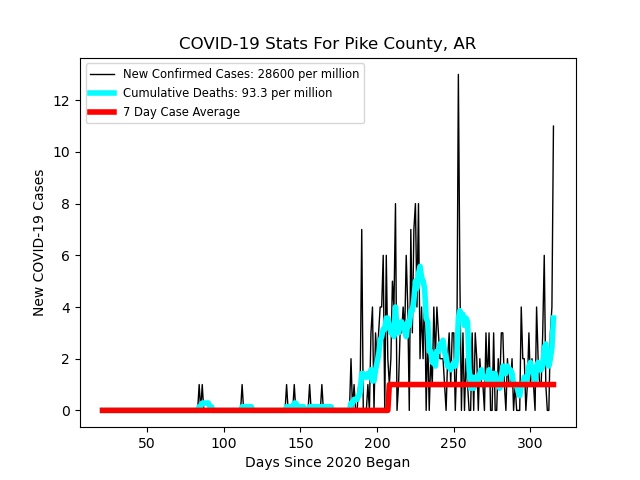 COVID-19 Stats For Pike County, AR
New Confirmed Cases: 28600 per million
Cumulative Deaths: 93.3 per million
7 Day Case Average
New COVID-19 Cases
12
10
8
6
4
2
0
50 100 150 200 250 300
Days Since 2020 Began